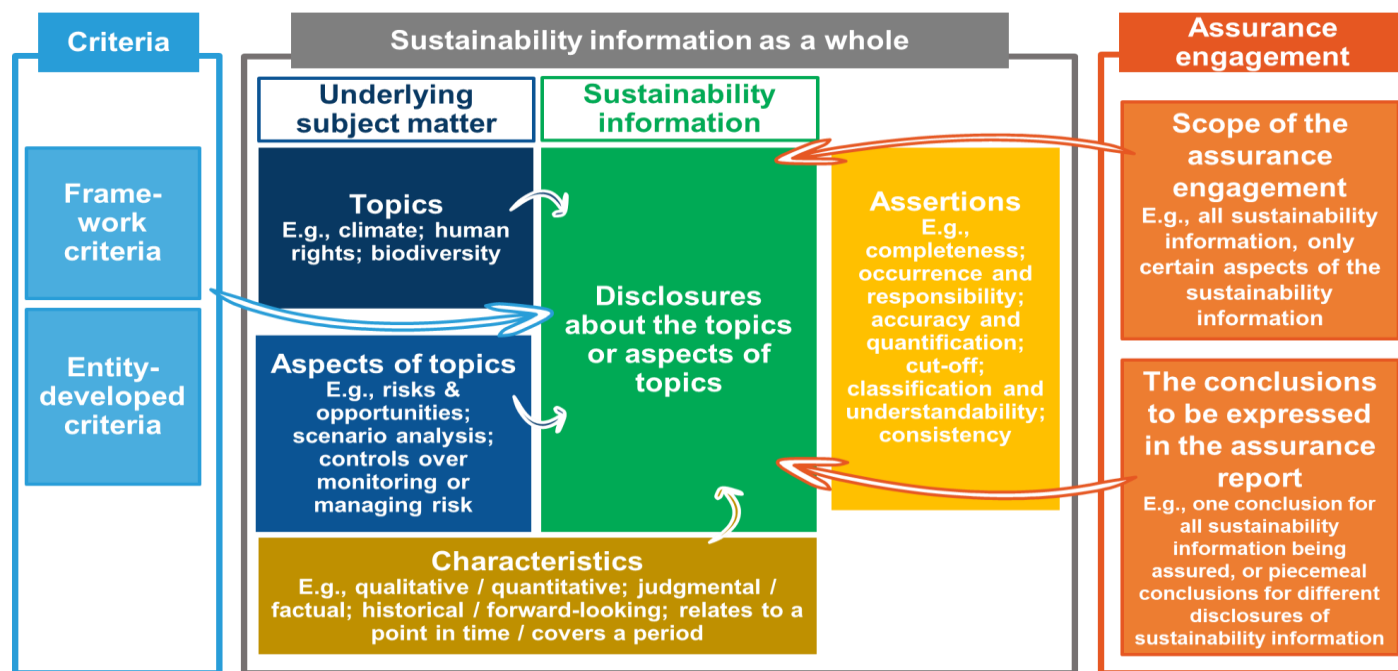 Criteria
Frame-
work
criteria
Entity-
developed
criteria
Sustainability information as a whole
Underlying
subject matter
Topics
E.g., climate; human
rights; biodiversity
Aspects of topics
E.g., risks &
opportunities;
scenario analysis;
controls over
monitoring or
managing risk
Sustainability
information
Disclosures
about the topics
or aspects of
topics
Characteristics
E.g., qualitative / quantitative; judgmental /
factual; historical / forward-looking; relates to a
point in time / covers a period
Assertions
E.g.,
completeness;
occurrence and
responsibility;
accuracy and
quantification;
cut-off;
classification and
understandability;
consistency
Assurance
engagement
Scope of the
assurance
engagement
E.g., all sustainability
information, only
certain aspects of the
sustainability
information
The conclusions
to be expressed
in the assurance
report
E.g., one conclusion for
all sustainability
information being
assured, or piecemeal
conclusions for different
disclosures of
sustainability information